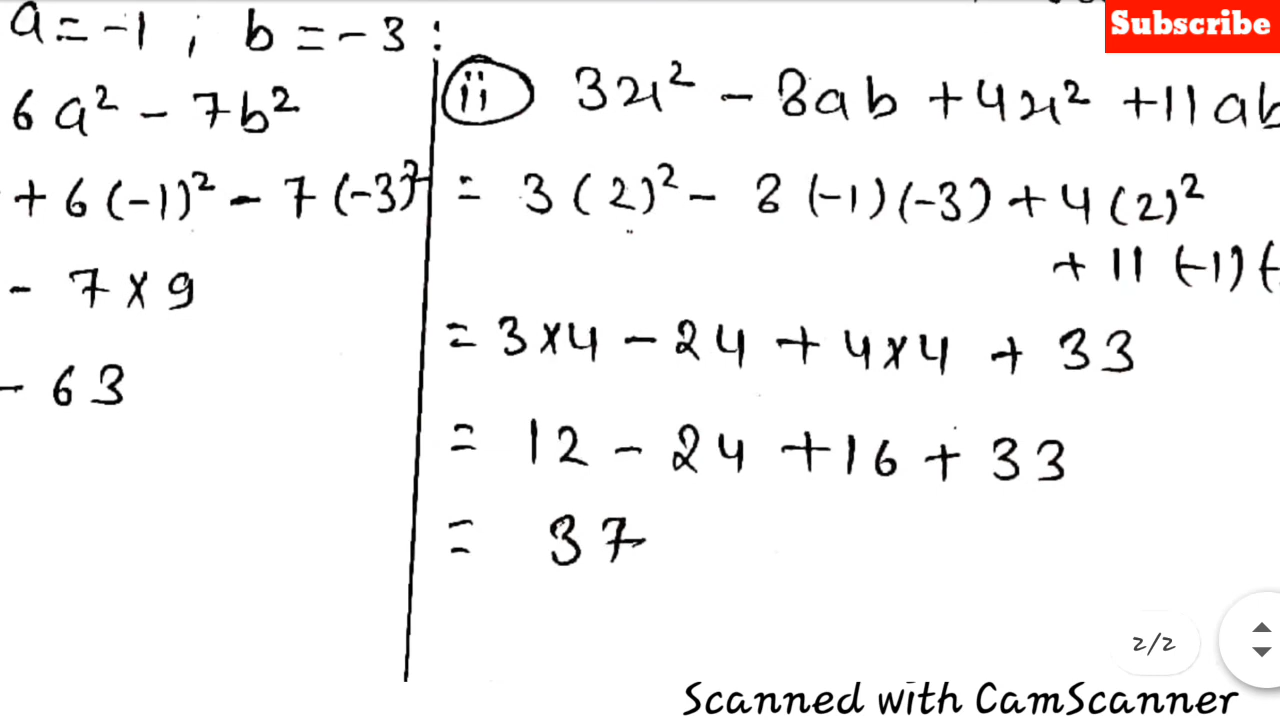 Subscribe
a = -1 ; b = -3 :
6a² - 7b²
+ 6(-1)² - 7(-3)²
- 7 × 9
- 63
(ii) 3x² - 8ab + 4x² + 11ab
= 3(2)² - 8(-1)(-3) + 4(2)²
+ 11(-1)(-
= 3×4 - 24 + 4×4 + 33
= 12 - 24 + 16 + 33
= 37
2/2
Scanned with CamScanner